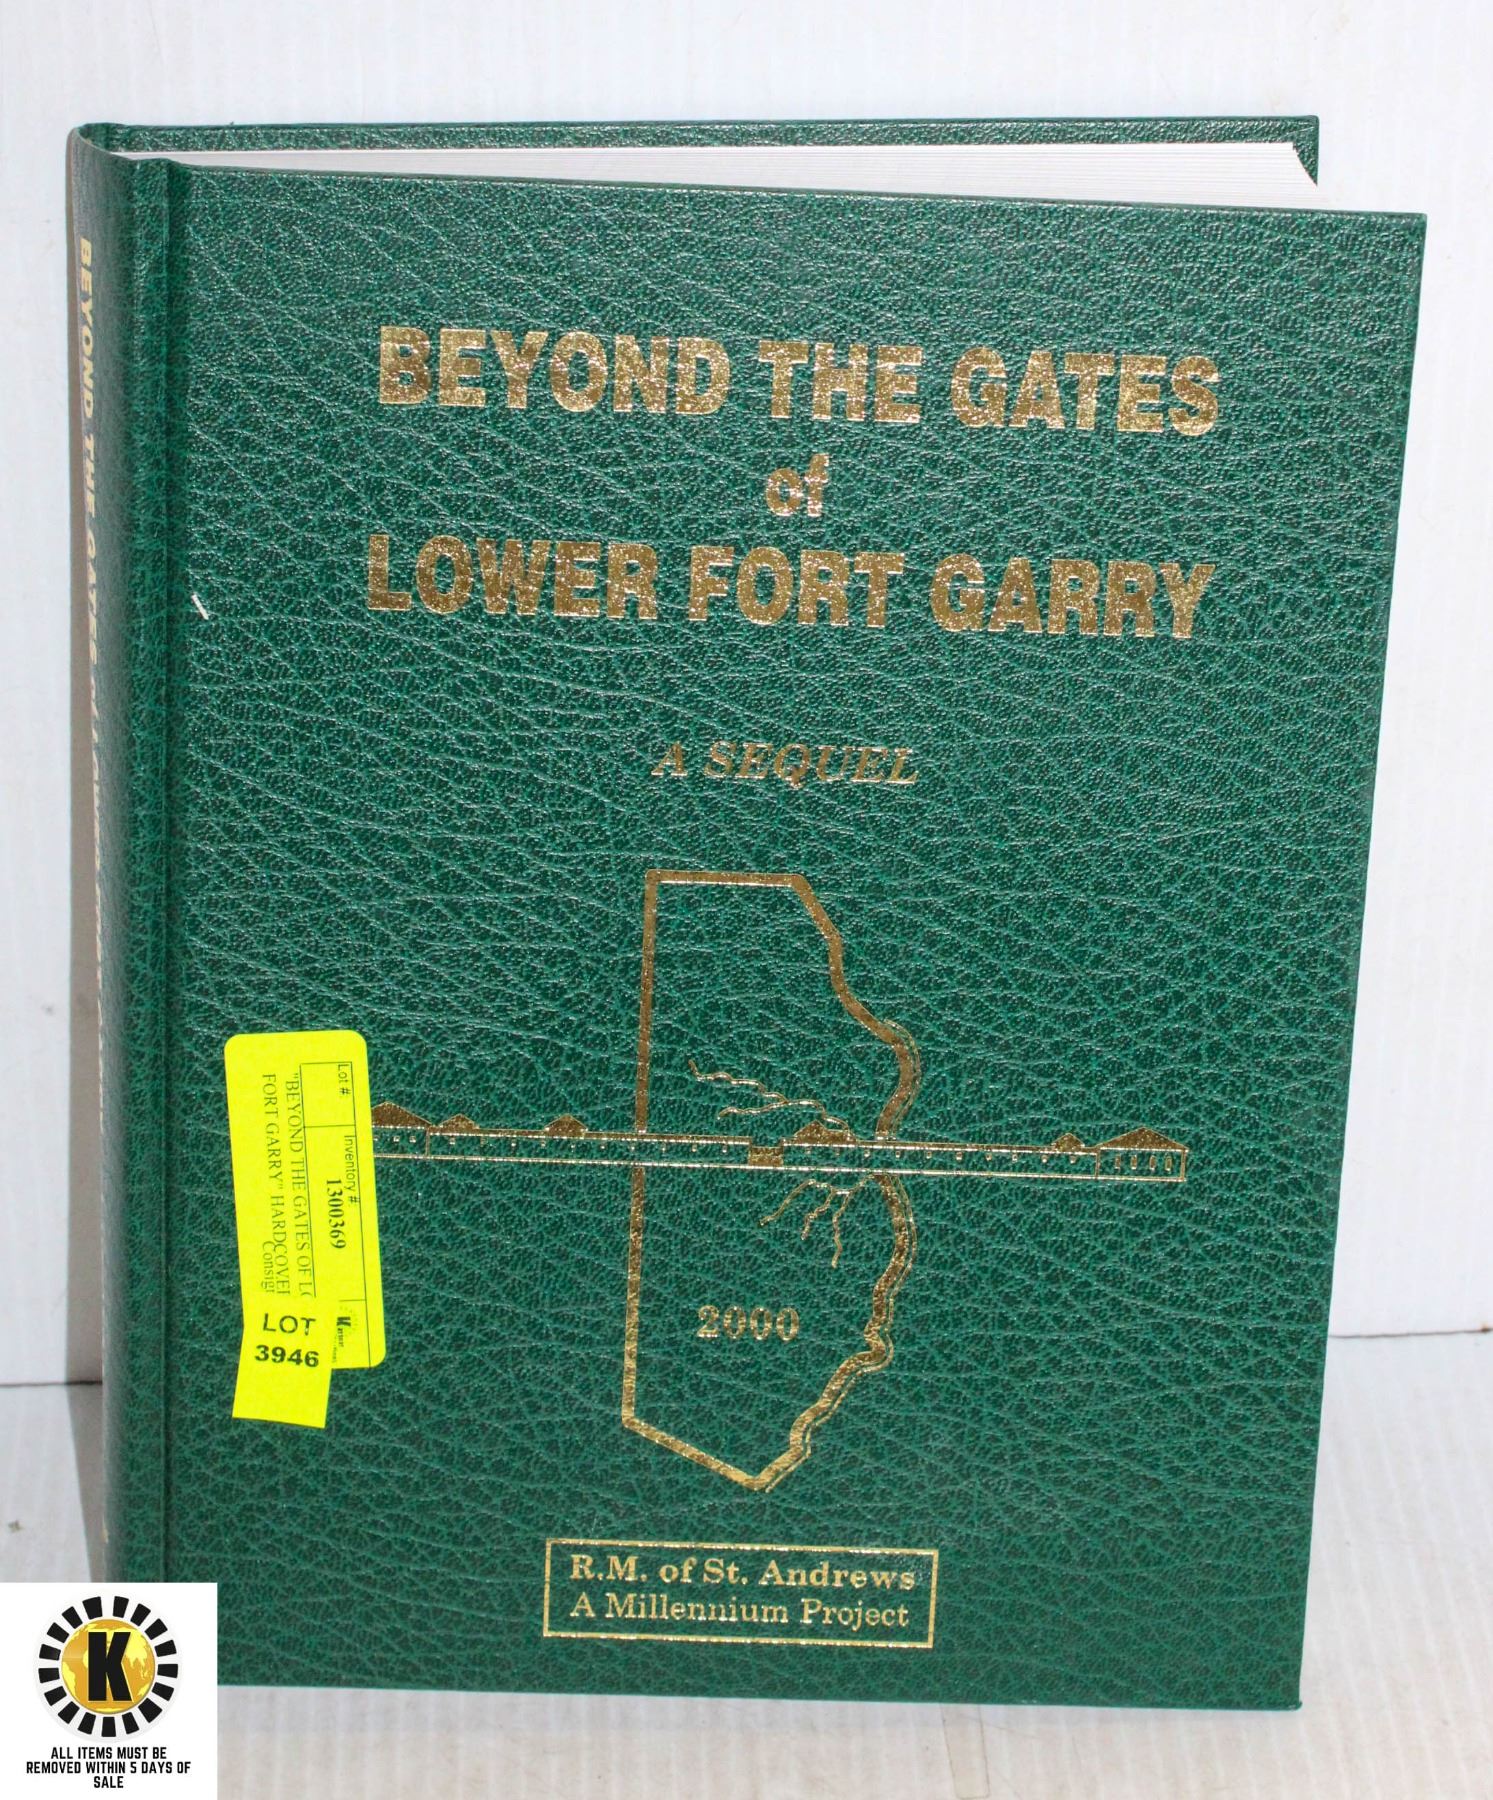 BEYOND THE GATES
of
LOWER FORT GARRY
A SEQUEL
2000
R.M. of St. Andrews
A Millennium Project
BEYOND THE GATES
Lot #:
Inventory #:
1300369
"BEYOND THE GATES OF
FORT GARRY" HARDCOVER
LOT
3946
K
ALL ITEMS MUST BE
REMOVED WITHIN 5 DAYS OF
SALE